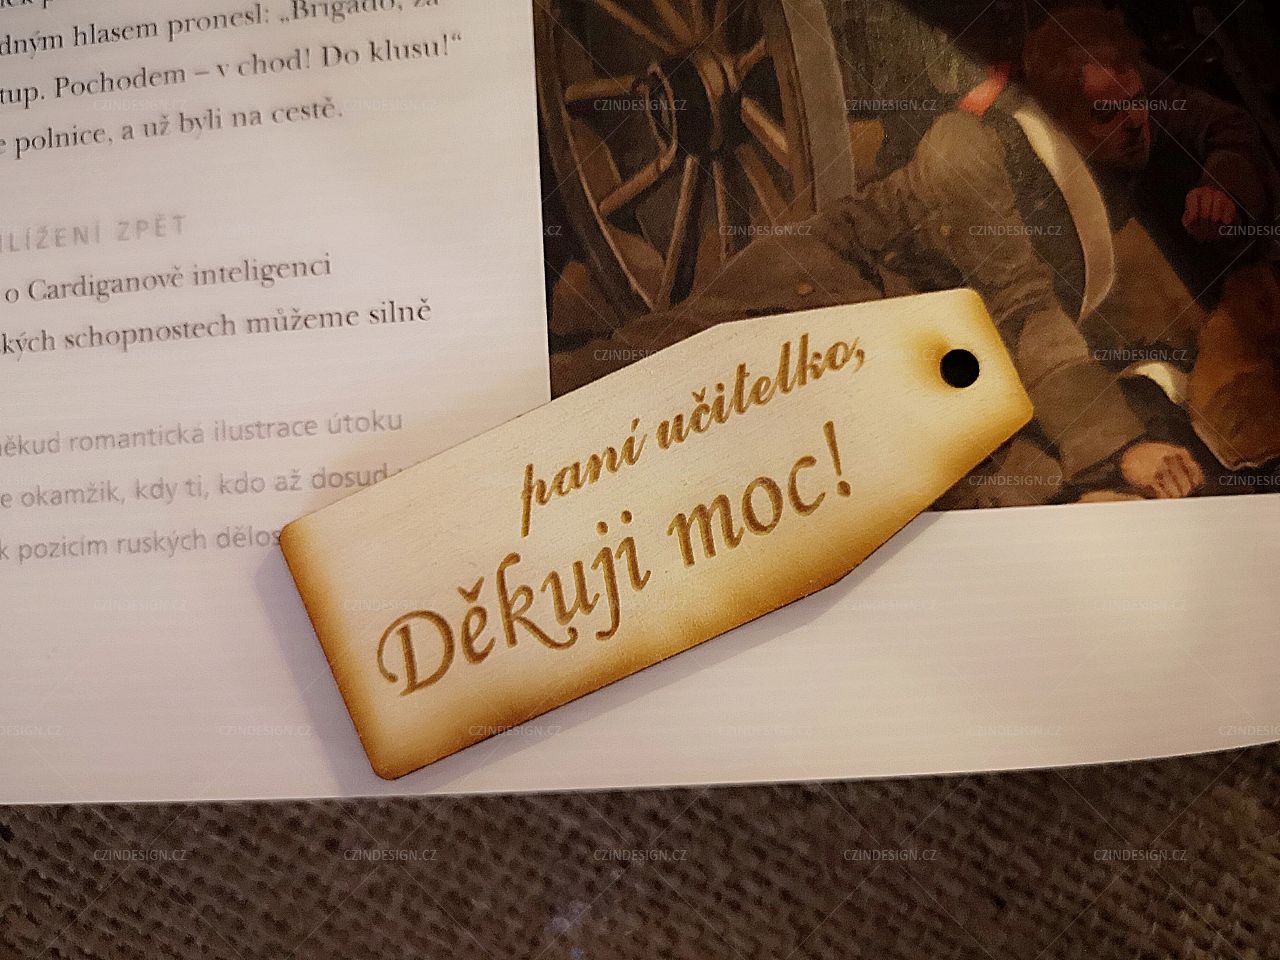 dným hlasem pronesl: „Brigádo, za
tup. Pochodem – v chod! Do klusu!“
e polnice, a už byli na cestě.
LÍŽENÍ ZPĚT
o Cardiganově inteligenci
kých schopnostech můžeme silně
ěkud romantická ilustrace útoku
e okamžik, kdy ti, kdo až dosud
k pozicím ruských dělos
paní učitelko,
Děkuji moc!
CZINDESIGN.CZ